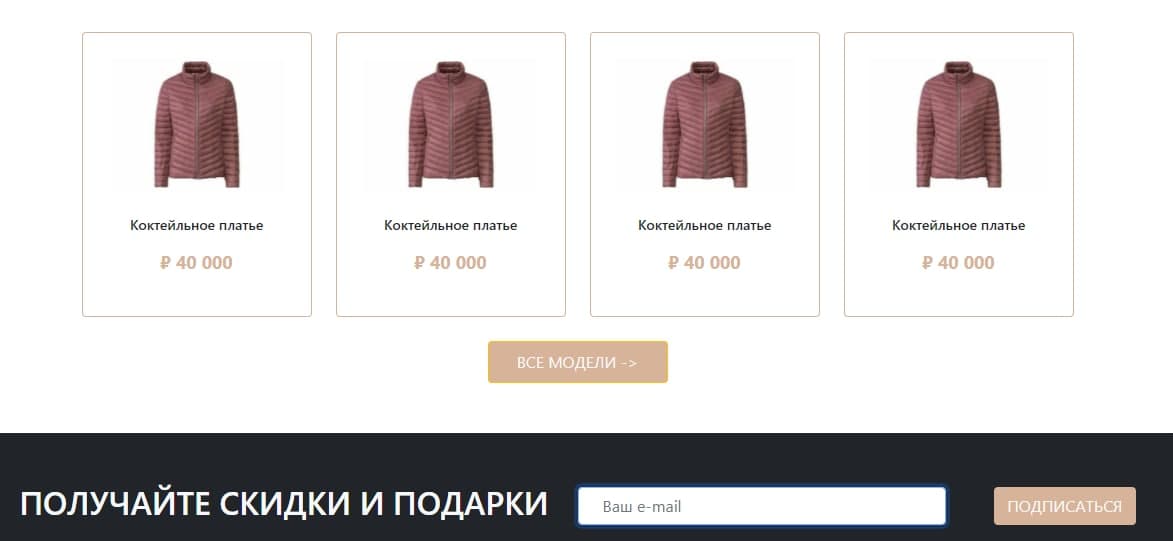 Коктейльное платье Коктейльное платье Коктейльное платье Коктейльное платье
₽ 40 000 ₽ 40 000 ₽ 40 000 ₽ 40 000
ВСЕ МОДЕЛИ ->
ПОЛУЧАЙТЕ СКИДКИ И ПОДАРКИ Ваш e-mail ПОДПИСАТЬСЯ